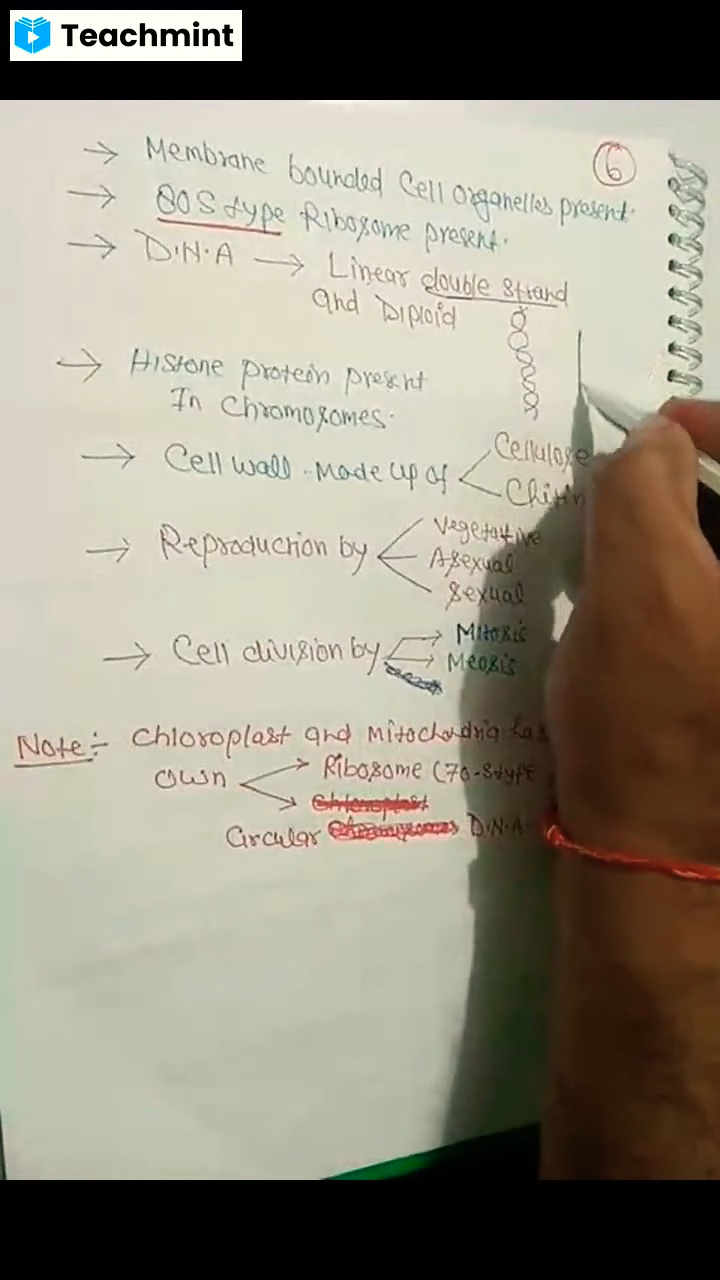 Teachmint
6
→ Membrane bounded Cell Organelles present.
→ 80S type Ribosome present.
→ D.N.A → Linear double strand
and Diploid
→ Histone protein present
In Chromosomes.
→ Cell wall - Made up of Cellulose
Chitin
→ Reproduction by Vegetative
Asexual
Sexual
→ Cell division by → Mitosis
→ Meosis
Note:- Chloroplast and Mitochondria has
Own → Ribosome (70-S type
Circular D.N.A.